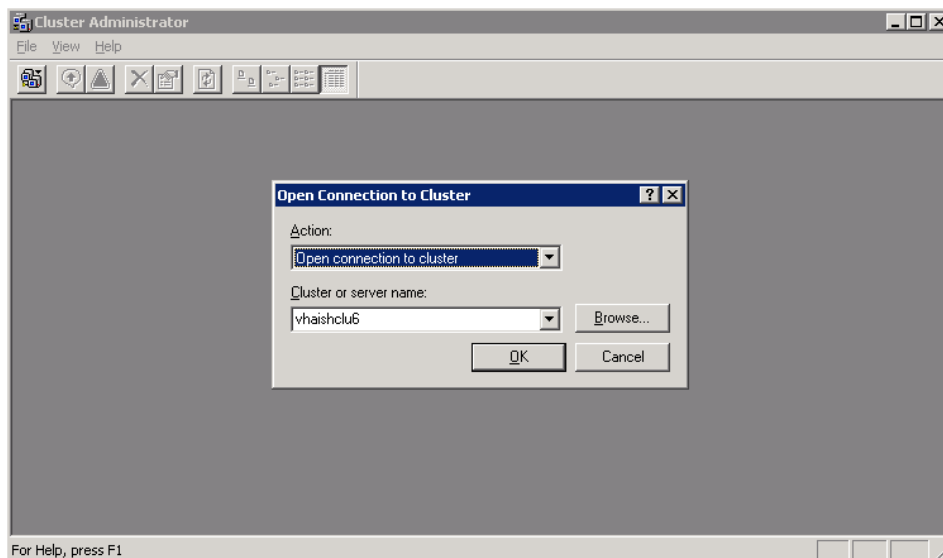 Cluster Administrator
File View Help
Open Connection to Cluster
Action:
Open connection to cluster
Cluster or server name:
vhaishclu6
Browse...
OK Cancel
For Help, press F1